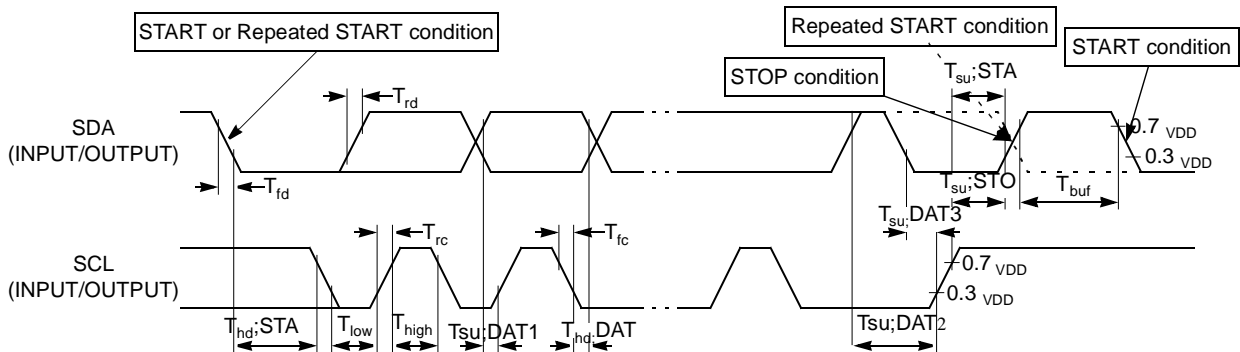 START or Repeated START condition
Repeated START condition
START condition
STOP condition
Tsu;STA
Trd
SDA
(INPUT/OUTPUT)
0.7 VDD
0.3 VDD
Tfd
Tsu;STO
Tbuf
Tsu;DAT3
Trc
Tfc
SCL
(INPUT/OUTPUT)
0.7 VDD
0.3 VDD
Thd;STA
Tlow
Thigh
Tsu;DAT1
Thd;DAT
Tsu;DAT2